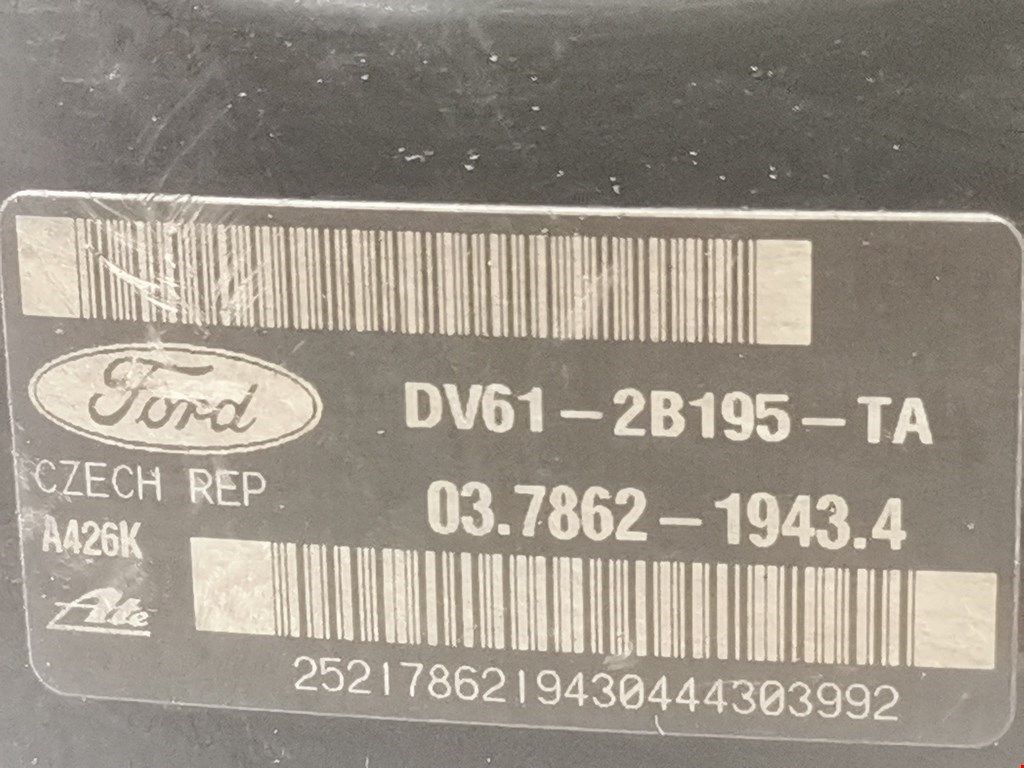 Ford
DV61-2B195-TA
CZECH REP
03.7862-1943.4
A426K
Ate
2521786219430444303992